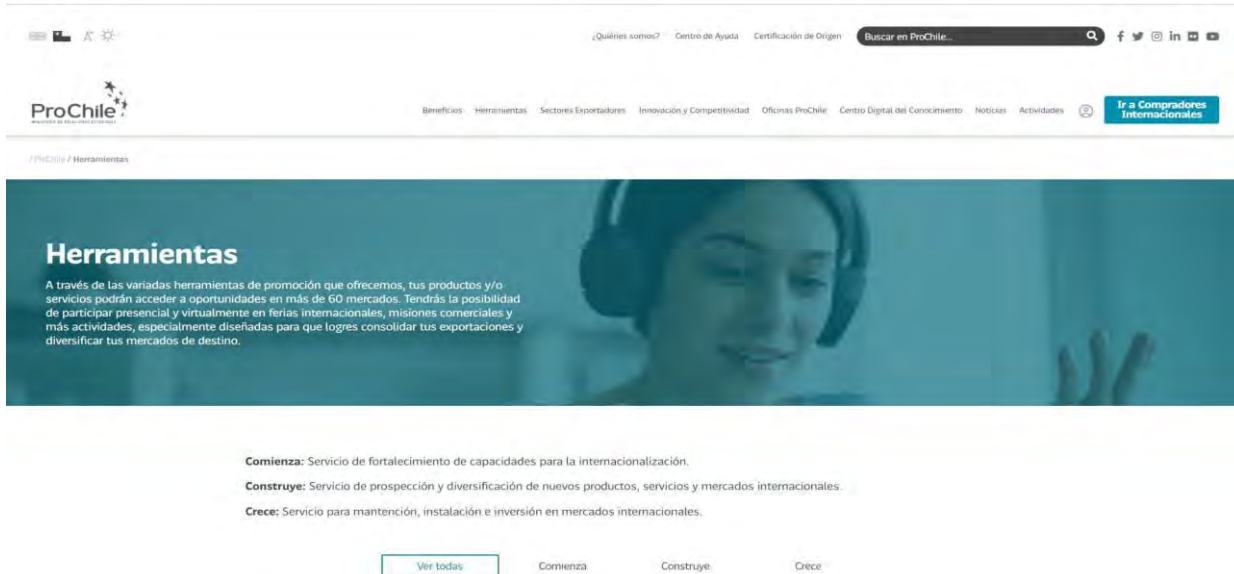 ¿Quiénes somos? Centro de Ayuda Certificación de Origen Buscar en ProChile...
ProChile
Beneficios Herramientas Sectores Exportadores Innovación y Competitividad Oficinas ProChile Centro Digital del Conocimiento Noticias Actividades
Ir a Compradores
Internacionales
/ ProChile / Herramientas
Herramientas
A través de las variadas herramientas de promoción que ofrecemos, tus productos y/o
servicios podrán acceder a oportunidades en más de 60 mercados. Tendrás la posibilidad
de participar presencial y virtualmente en ferias internacionales, misiones comerciales y
más actividades, especialmente diseñadas para que logres consolidar tus exportaciones y
diversificar tus mercados de destino.
Comienza: Servicio de fortalecimiento de capacidades para la internacionalización.
Construye: Servicio de prospección y diversificación de nuevos productos, servicios y mercados internacionales.
Crece: Servicio para mantención, instalación e inversión en mercados internacionales.
Ver todas Comienza Construye Crece